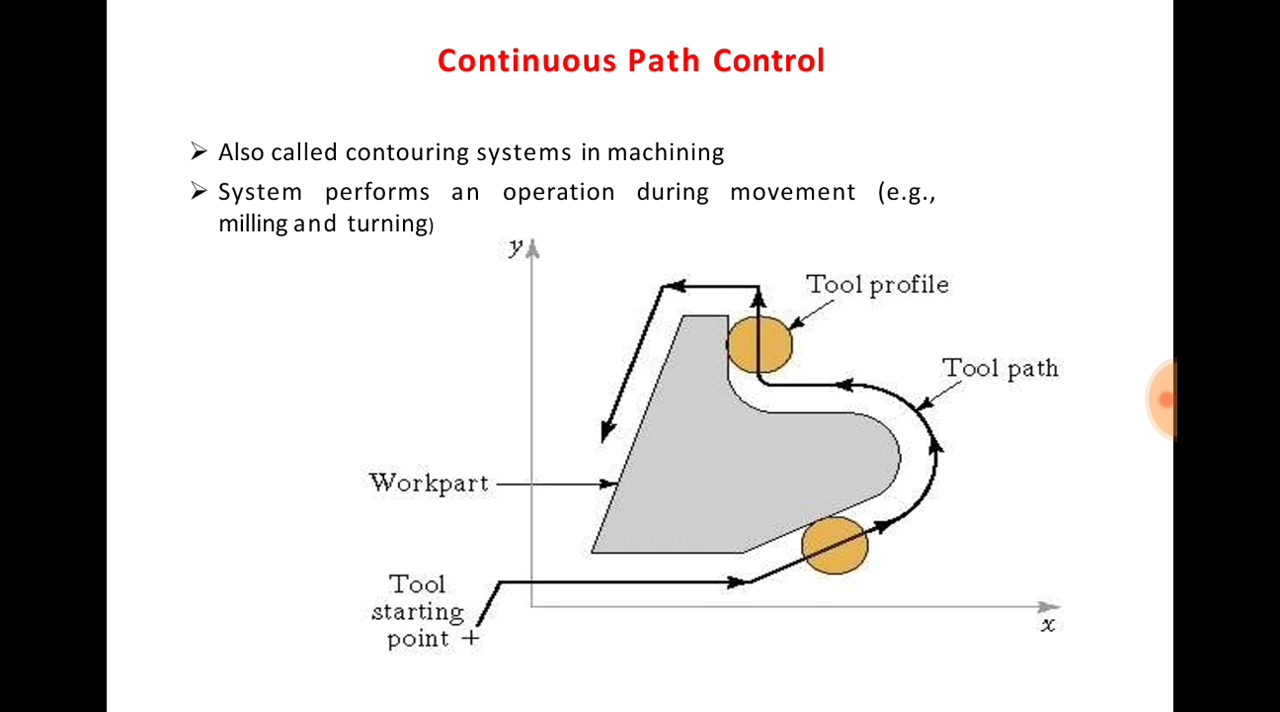 Continuous Path Control
➢ Also called contouring systems in machining
➢ System performs an operation during movement (e.g.,
milling and turning)
y
Tool profile
Tool path
Workpart
Tool
starting
point +
x